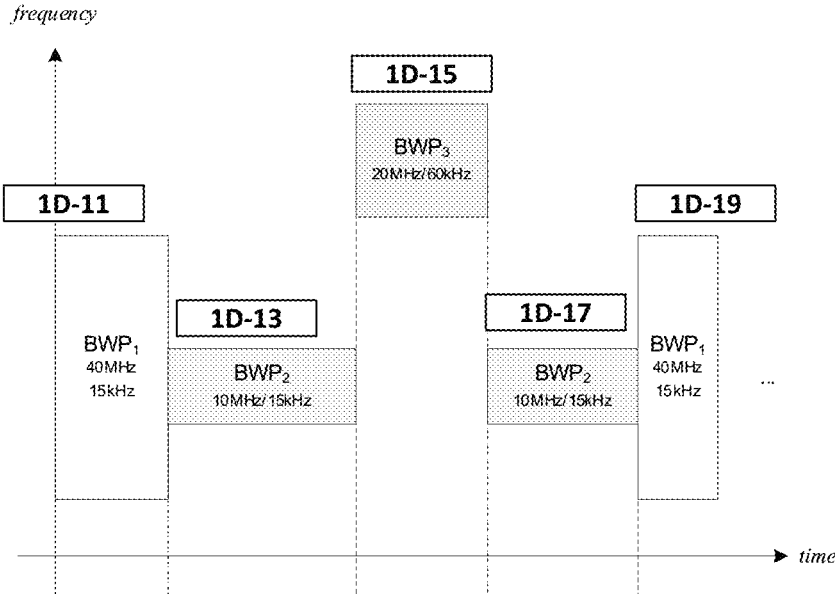 frequency
1D-15
BWP₃
20MHz/60kHz
1D-11
1D-19
1D-13
1D-17
BWP₁
40MHz
15kHz
BWP₂
10MHz/15kHz
BWP₂
10MHz/15kHz
BWP₁
40MHz
15kHz
...
time